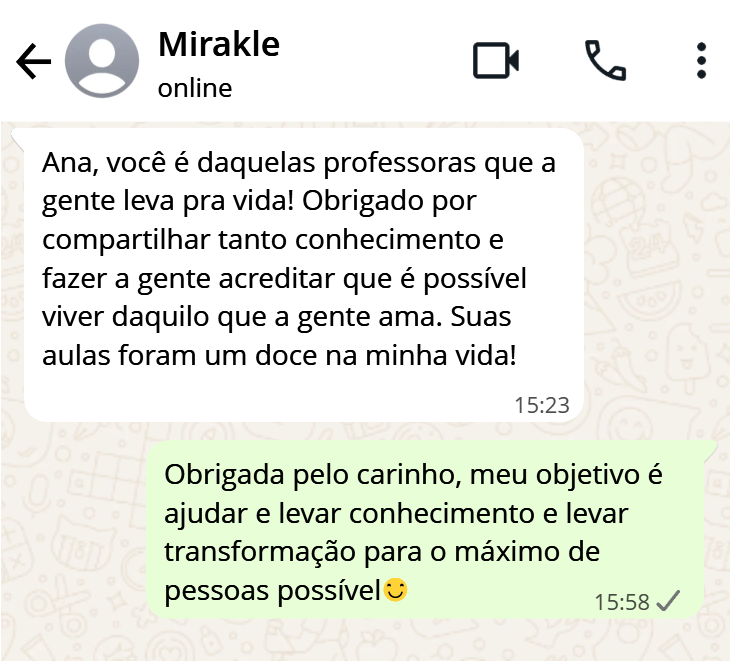 Mirakle
online
Ana, você é daquelas professoras que a
gente leva pra vida! Obrigado por
compartilhar tanto conhecimento e
fazer a gente acreditar que é possível
viver daquilo que a gente ama. Suas
aulas foram um doce na minha vida!
15:23
Obrigada pelo carinho, meu objetivo é
ajudar e levar conhecimento e levar
transformação para o máximo de
pessoas possível😊
15:58